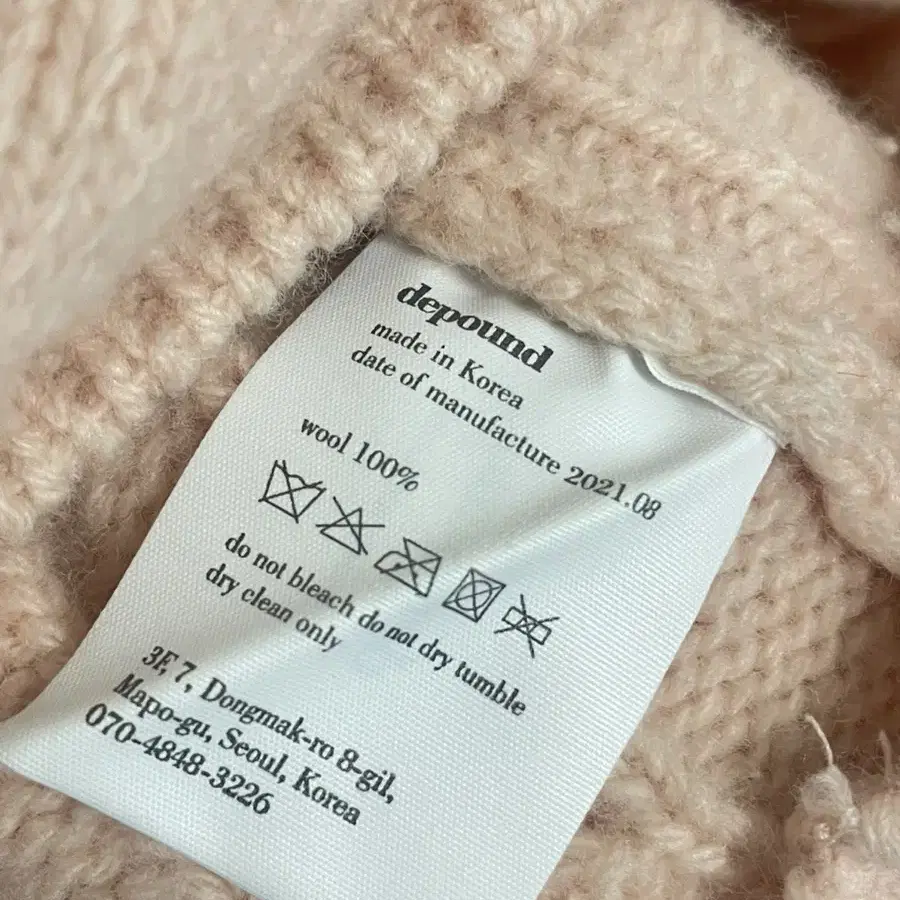 depound
made in Korea
date of manufacture 2021.08
wool 100%
do not bleach do not dry tumble
dry clean only
3F, 7, Dongmak-ro 8-gil,
Mapo-gu, Seoul, Korea
070-4848-3226